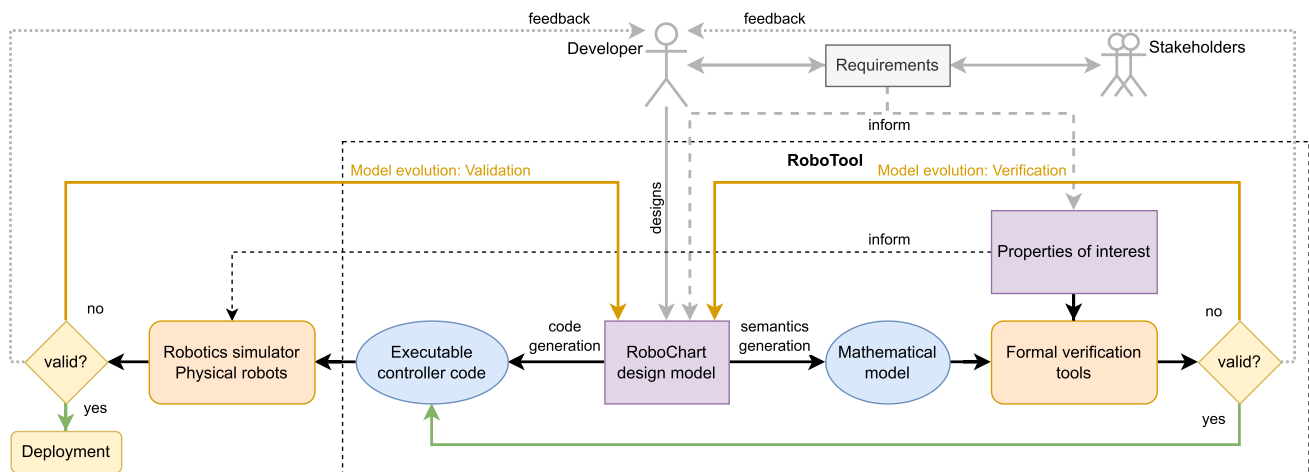 feedback
feedback
Developer
Stakeholders
Requirements
inform
RoboTool
Model evolution: Validation
Model evolution: Verification
designs
inform
Properties of interest
no
no
code
generation
semantics
generation
valid?
Robotics simulator
Physical robots
Executable
controller code
RoboChart
design model
Mathematical
model
Formal verification
tools
valid?
yes
yes
Deployment